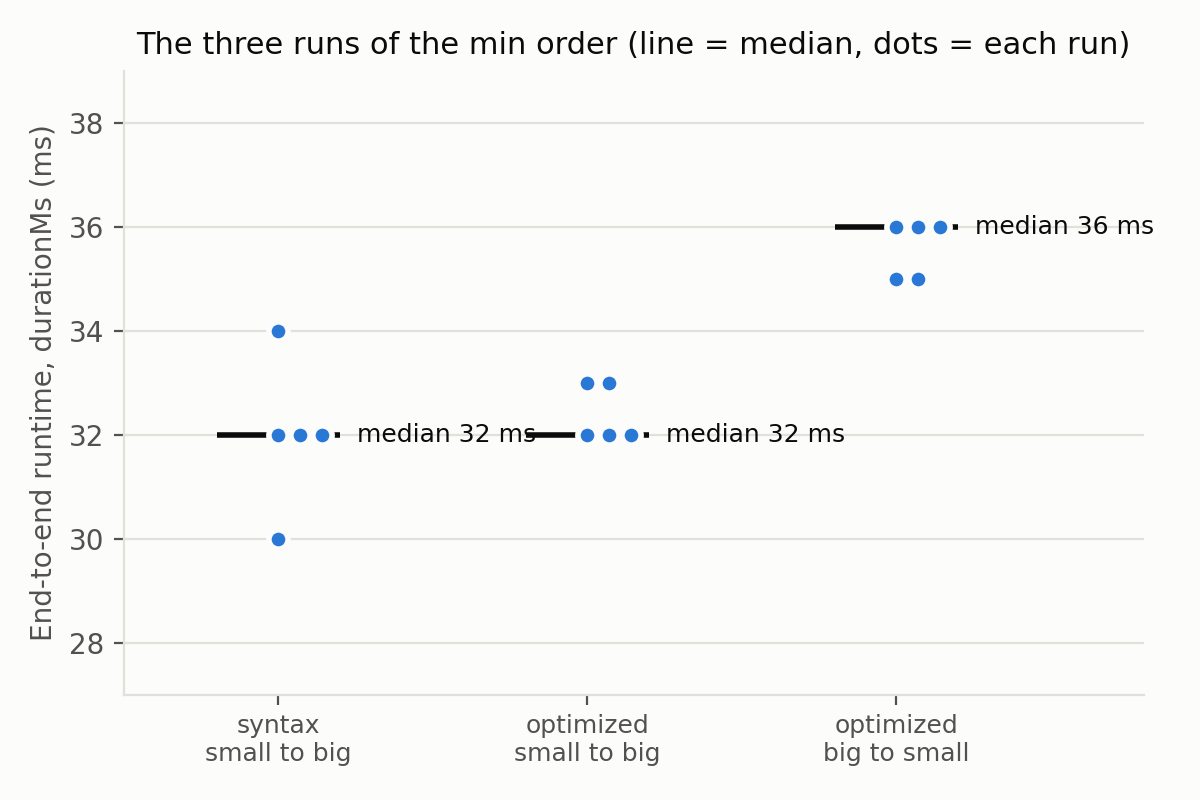 The three runs of the min order (line = median, dots = each run)
End-to-end runtime, durationMs (ms)
38
36
34
32
30
28
median 36 ms
median 32 ms
median 32 ms
syntax
small to big
optimized
small to big
optimized
big to small